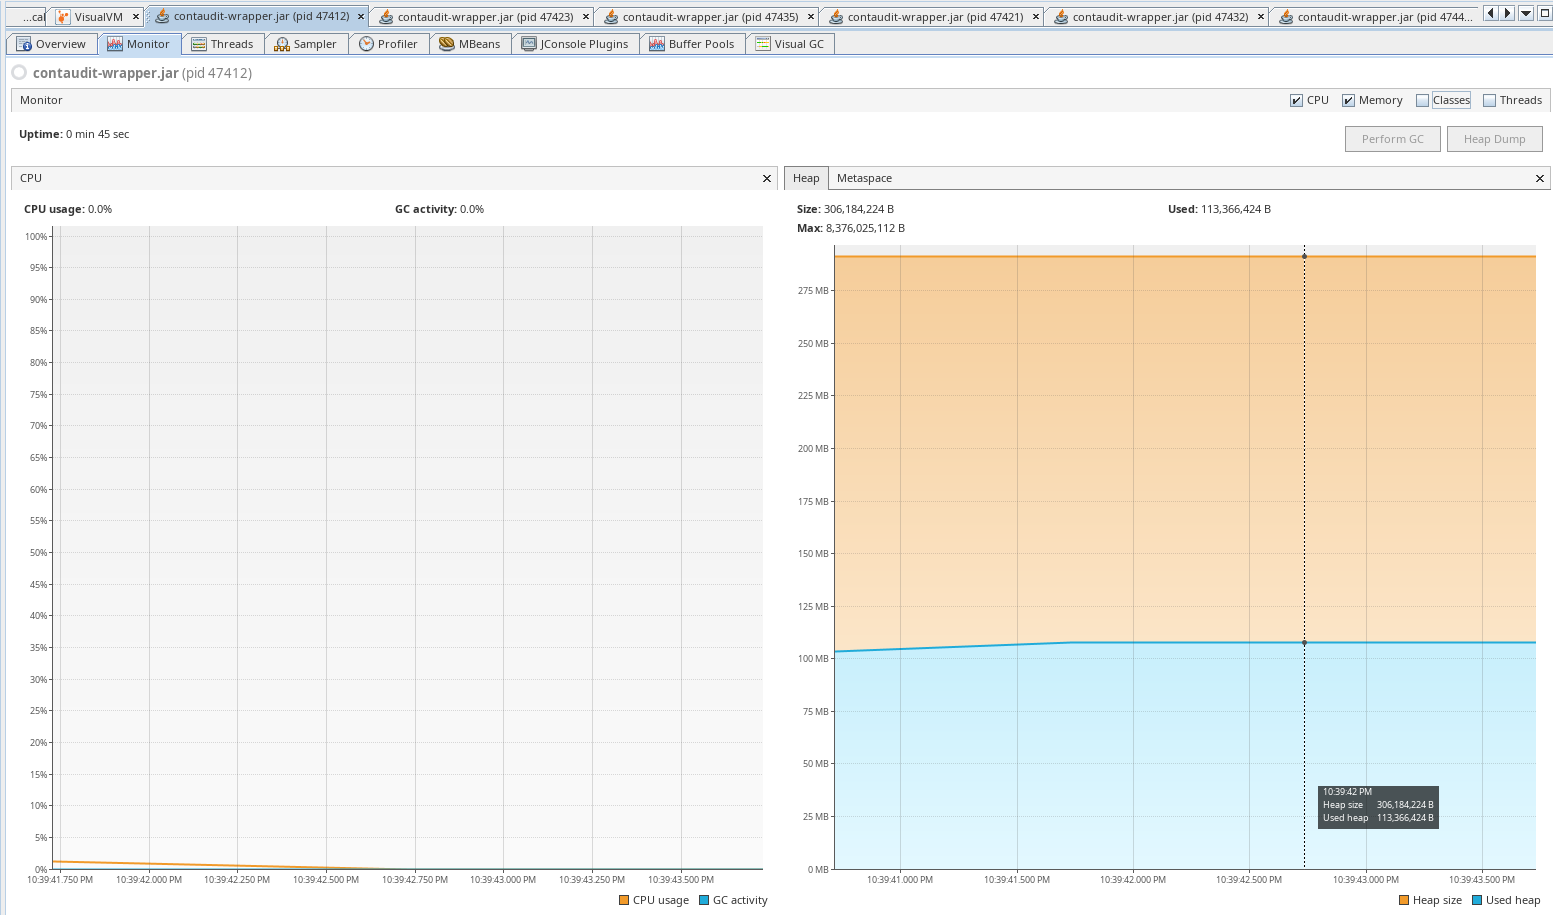 ...cal VisualVM contaudit-wrapper.jar (pid 47412) contaudit-wrapper.jar (pid 47423) contaudit-wrapper.jar (pid 47435) contaudit-wrapper.jar (pid 47421) contaudit-wrapper.jar (pid 47432) contaudit-wrapper.jar (pid 4744...
Overview Monitor Threads Sampler Profiler MBeans JConsole Plugins Buffer Pools Visual GC
contaudit-wrapper.jar (pid 47412)
Monitor CPU Memory Classes Threads
Uptime: 0 min 45 sec
Perform GC Heap Dump
CPU
Heap Metaspace
CPU usage: 0.0% GC activity: 0.0%
Size: 306,184,224 B Used: 113,366,424 B
Max: 8,376,025,112 B
100%
95%
90%
85%
80%
75%
70%
65%
60%
55%
50%
45%
40%
35%
30%
25%
20%
15%
10%
5%
0%
10:39:41.750 PM 10:39:42.000 PM 10:39:42.250 PM 10:39:42.500 PM 10:39:42.750 PM 10:39:43.000 PM 10:39:43.250 PM 10:39:43.500 PM
CPU usage GC activity
275 MB
250 MB
225 MB
200 MB
175 MB
150 MB
125 MB
100 MB
75 MB
50 MB
25 MB
0 MB
10:39:42 PM
Heap size 306,184,224 B
Used heap 113,366,424 B
10:39:41.000 PM 10:39:41.500 PM 10:39:42.000 PM 10:39:42.500 PM 10:39:43.000 PM 10:39:43.500 PM
Heap size Used heap